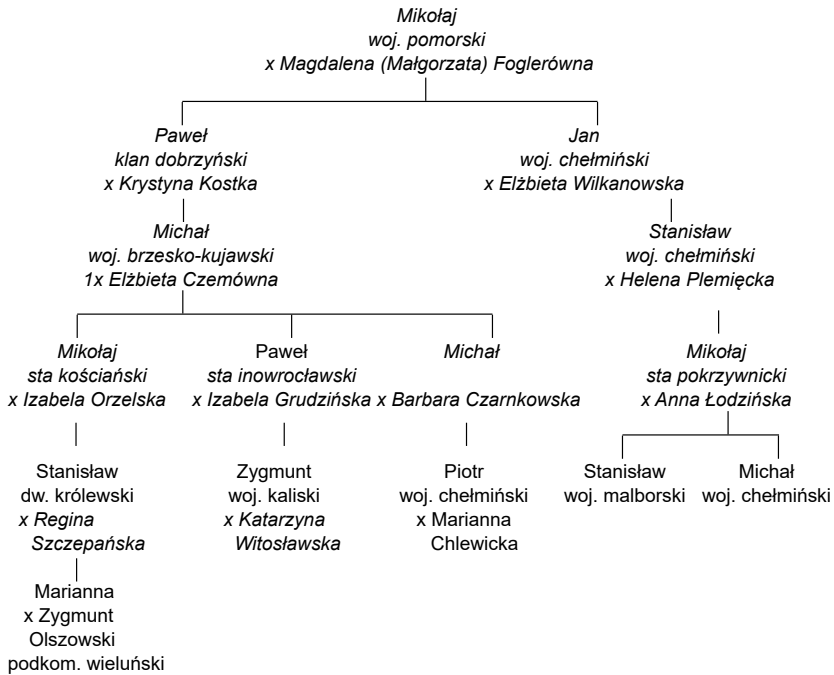 Mikołaj
woj. pomorski
x Magdalena (Małgorzata) Foglerówna
Paweł
klan dobrzyński
x Krystyna Kostka
Jan
woj. chełmiński
x Elżbieta Wilkanowska
Michał
woj. brzesko-kujawski
1x Elżbieta Czemówna
Stanisław
woj. chełmiński
x Helena Plemięcka
Mikołaj
sta kościański
x Izabela Orzelska
Paweł
sta inowrocławski
x Izabela Grudzińska
Michał
x Barbara Czarnkowska
Mikołaj
sta pokrzywnicki
x Anna Łodzińska
Stanisław
dw. królewski
x Regina
Szczepańska
Zygmunt
woj. kaliski
x Katarzyna
Witosławska
Piotr
woj. chełmiński
x Marianna
Chlewicka
Stanisław
woj. malborski
Michał
woj. chełmiński
Marianna
x Zygmunt
Olszowski
podkom. wieluński